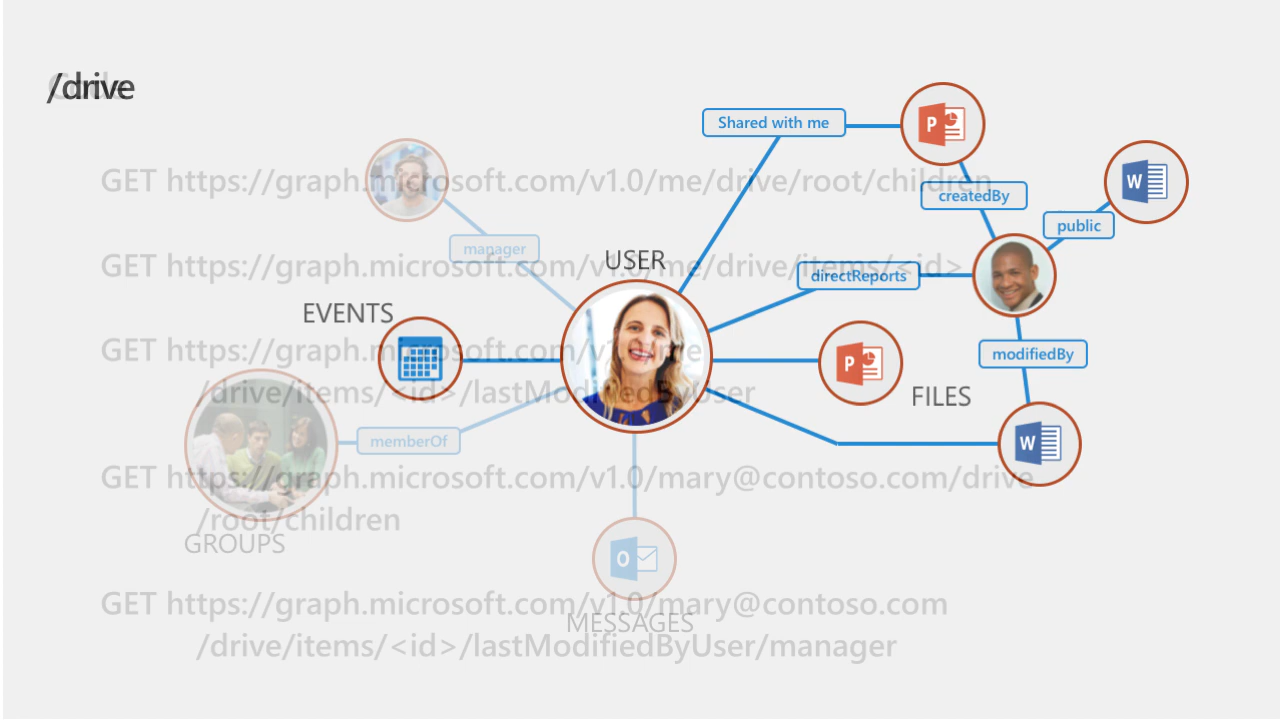 /drive
Shared with me
P
GET https://graph.microsoft.com/v1.0/me/drive/root/children
W
createdBy
public
manager
USER
GET https://graph.microsoft.com/v1.0/me/drive/items/<id>
directReports
EVENTS
GET https://graph.microsoft.com/v1.0/me
modifiedBy
P
/drive/items/<id>/lastModifiedByUser
FILES
memberOf
W
GET https://graph.microsoft.com/v1.0/mary@contoso.com/drive
/root/children
GROUPS
O
GET https://graph.microsoft.com/v1.0/mary@contoso.com
MESSAGES
/drive/items/<id>/lastModifiedByUser/manager